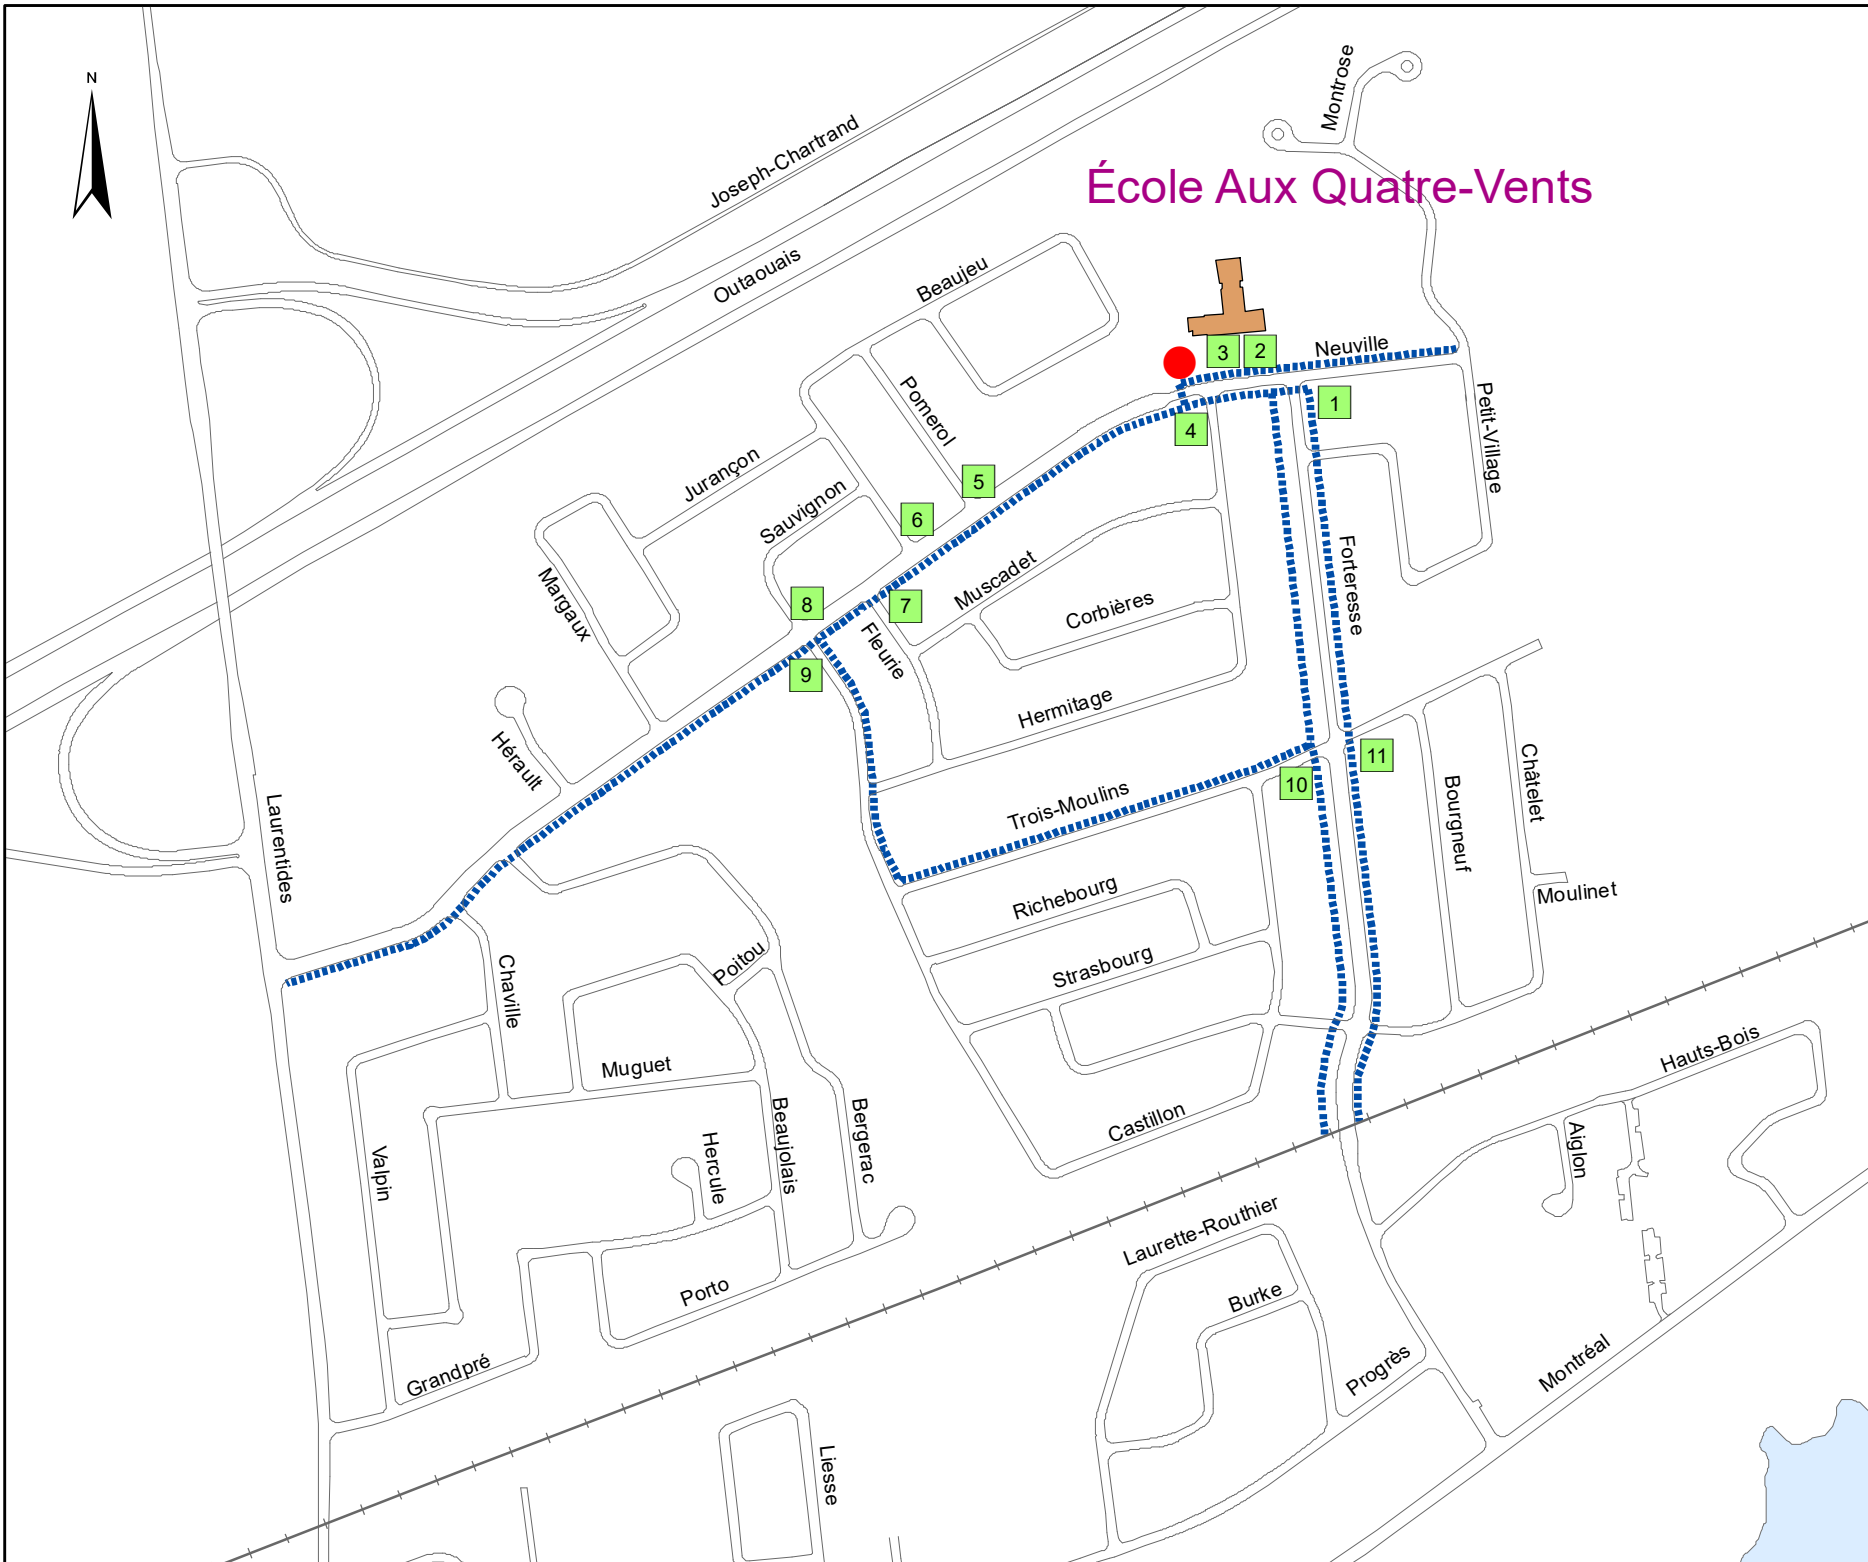 N
Montrose
Joseph-Chartrand
École Aux Quatre-Vents
Outaouais
Beaujeu
Neuville
3
2
1
4
Petit-Village
Pomerol
Jurançon
5
Sauvignon
6
Forteresse
Margaux
Muscadet
8
7
Corbières
Fleurie
9
Hermitage
Hérault
11
10
Châtelet
Trois-Moulins
Bourgneuf
Laurentides
Richebourg
Moulinet
Poitou
Strasbourg
Chaville
Muguet
Hauts-Bois
Castillon
Beaujolais
Bergerac
Aiglon
Valpin
Hercule
Laurette-Routhier
Porto
Burke
Grandpré
Progrès
Montréal
Liesse